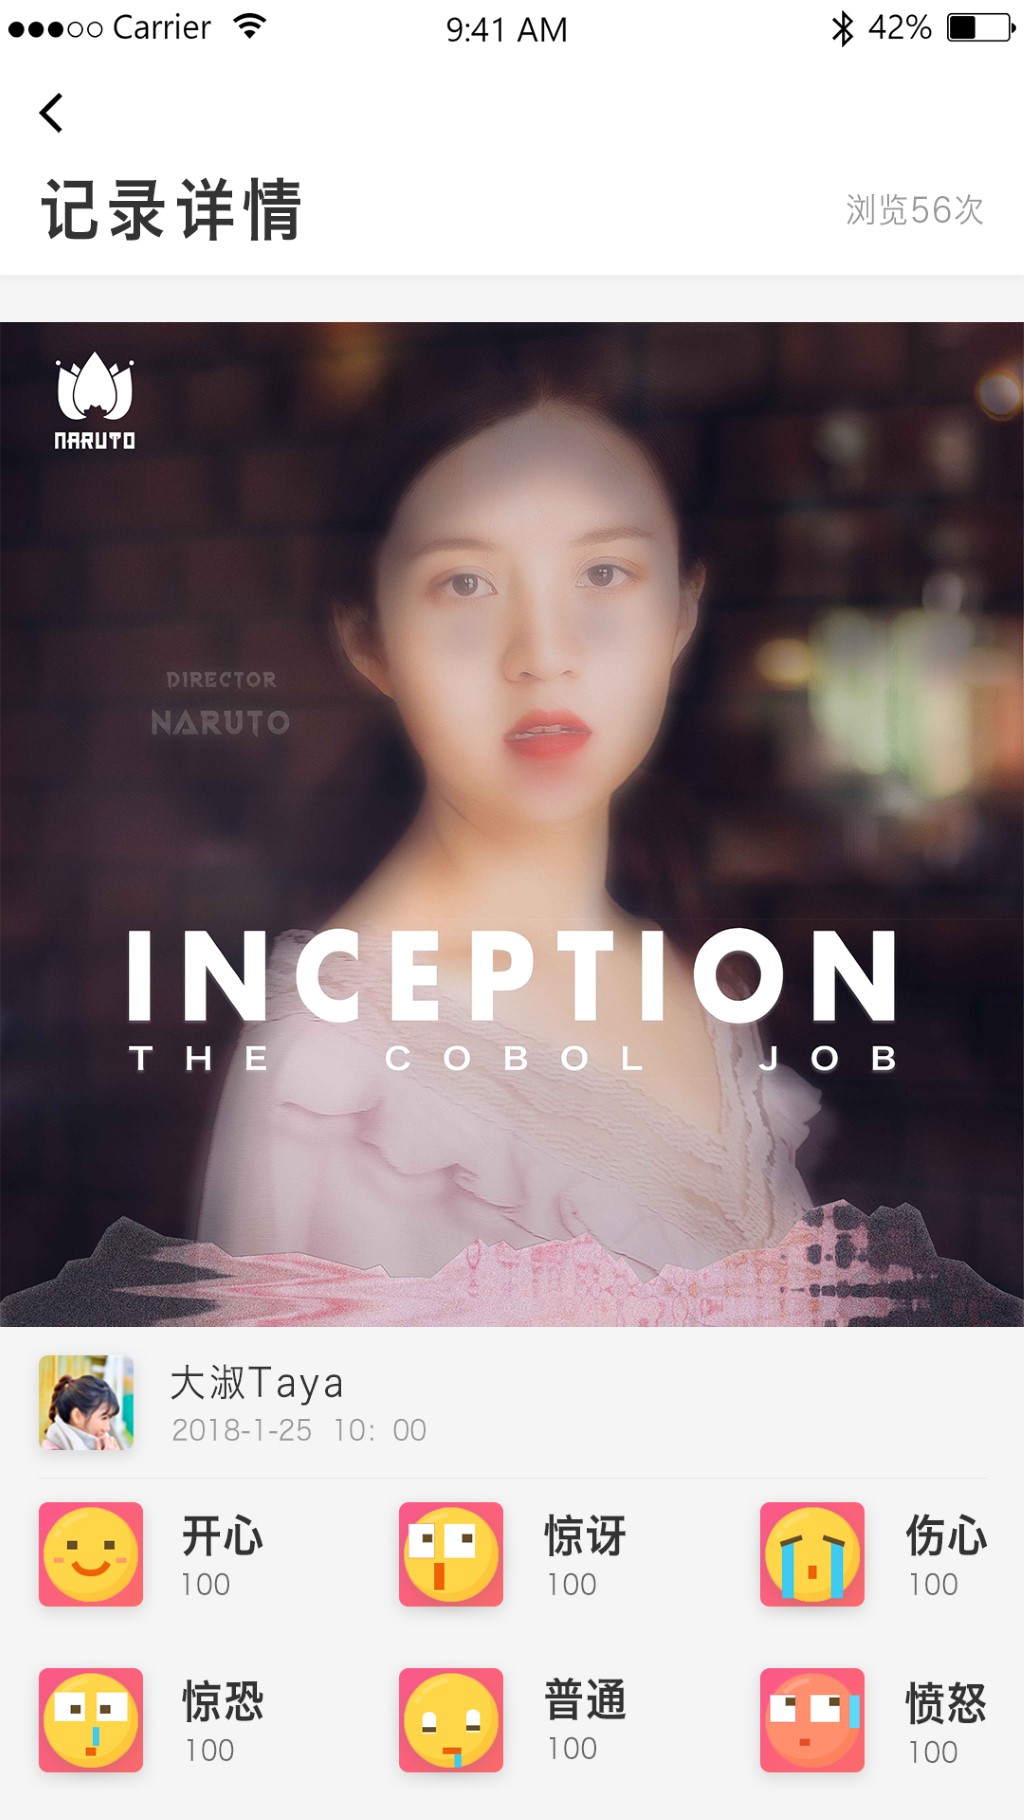 Carrier 9:41 AM 42%
记录详情
浏览56次
NARUTO
DIRECTOR
NARUTO
INCEPTION
THE COBOL JOB
大淑Taya
2018-1-25 10：00
开心 惊讶 伤心
100 100 100
惊恐 普通 愤怒
100 100 100